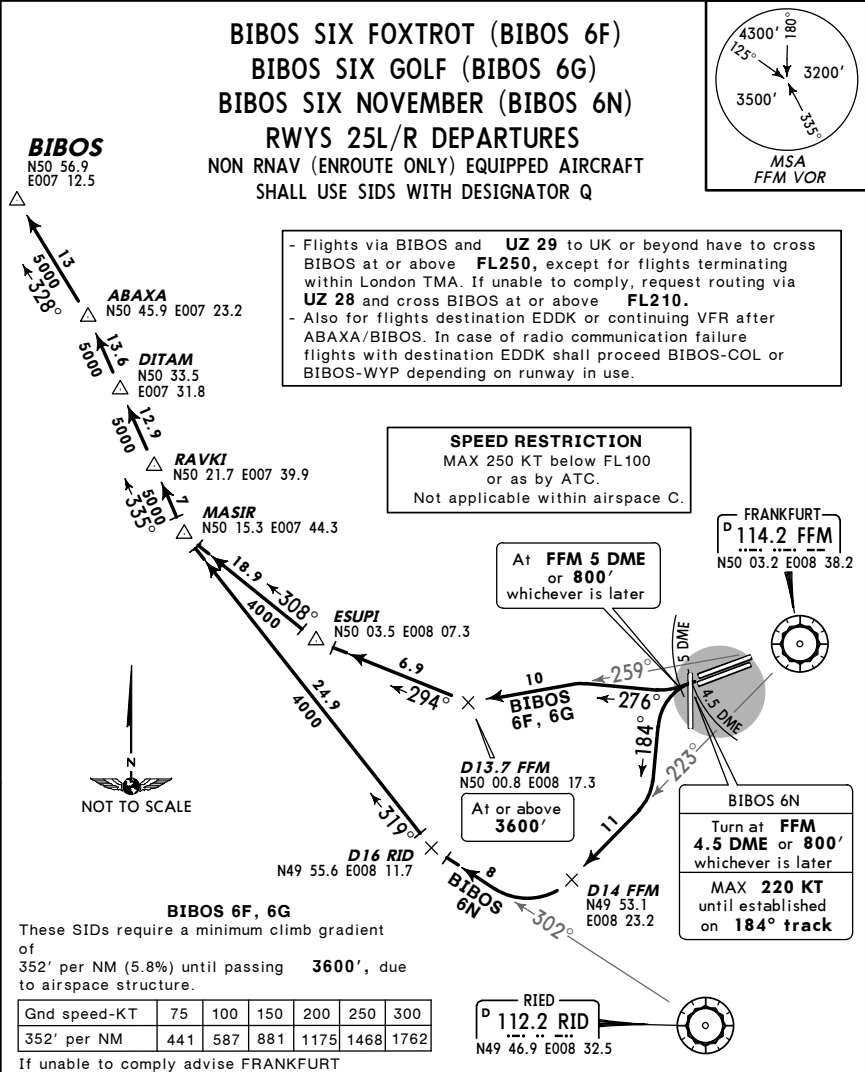 BIBOS SIX FOXTROT (BIBOS 6F)
BIBOS SIX GOLF (BIBOS 6G)
BIBOS SIX NOVEMBER (BIBOS 6N)
RWYS 25L/R DEPARTURES
NON RNAV (ENROUTE ONLY) EQUIPPED AIRCRAFT
SHALL USE SIDS WITH DESIGNATOR Q
4300'
180°
125°
3200'
3500'
335°
MSA
FFM VOR
BIBOS
N50 56.9
E007 12.5
- Flights via BIBOS and UZ 29 to UK or beyond have to cross
BIBOS at or above FL250, except for flights terminating
within London TMA. If unable to comply, request routing via
UZ 28 and cross BIBOS at or above FL210.
- Also for flights destination EDDK or continuing VFR after
ABAXA/BIBOS. In case of radio communication failure
flights with destination EDDK shall proceed BIBOS-COL or
BIBOS-WYP depending on runway in use.
13
5000
328°
ABAXA
N50 45.9 E007 23.2
13.6
5000
DITAM
N50 33.5
E007 31.8
12.9
5000
RAVKI
N50 21.7 E007 39.9
7
5000
335°
MASIR
N50 15.3 E007 44.3
SPEED RESTRICTION
MAX 250 KT below FL100
or as by ATC.
Not applicable within airspace C.
FRANKFURT
D 114.2 FFM
N50 03.2 E008 38.2
At FFM 5 DME
or 800'
whichever is later
18.9
308°
4000
ESUPI
N50 03.5 E008 07.3
6.9
294°
10
259°
276°
BIBOS
6F, 6G
5 DME
4.5 DME
184°
223°
24.9
4000
D13.7 FFM
N50 00.8 E008 17.3
At or above
3600'
N
NOT TO SCALE
319°
D16 RID
N49 55.6 E008 11.7
11
8
BIBOS
6N
D14 FFM
N49 53.1
E008 23.2
302°
BIBOS 6N
Turn at FFM
4.5 DME or 800'
whichever is later
MAX 220 KT
until established
on 184° track
BIBOS 6F, 6G
These SIDs require a minimum climb gradient
of
352' per NM (5.8%) until passing 3600', due
to airspace structure.
Gnd speed-KT 75 100 150 200 250 300
352' per NM 441 587 881 1175 1468 1762
If unable to comply advise FRANKFURT
RIED
D 112.2 RID
N49 46.9 E008 32.5